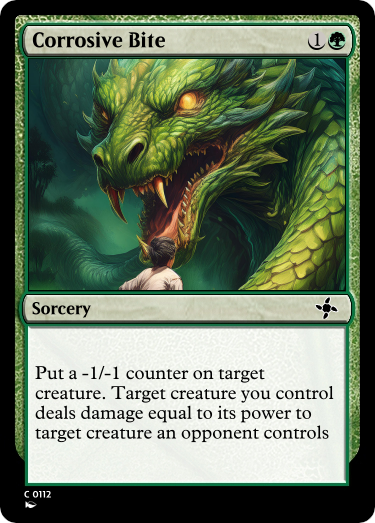 Corrosive Bite 1
Sorcery
Put a -1/-1 counter on target
creature. Target creature you control
deals damage equal to its power to
target creature an opponent controls
C 0112